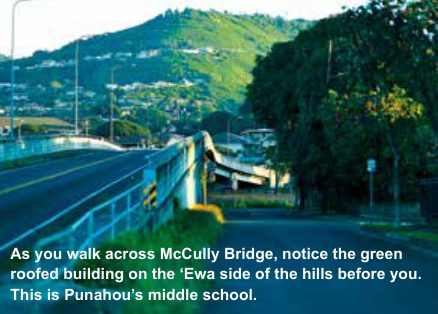 As you walk across McCully Bridge, notice the green
roofed building on the ‘Ewa side of the hills before you.
This is Punahou’s middle school.